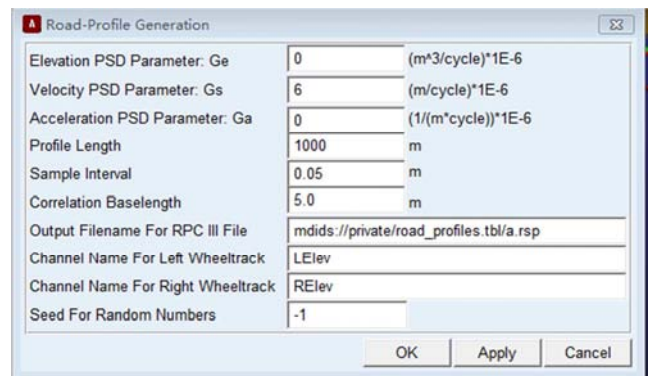 A Road-Profile Generation
Elevation PSD Parameter: Ge 0 (m^3/cycle)*1E-6
Velocity PSD Parameter: Gs 6 (m/cycle)*1E-6
Acceleration PSD Parameter: Ga 0 (1/(m*cycle))*1E-6
Profile Length 1000 m
Sample Interval 0.05 m
Correlation Baselength 5.0 m
Output Filename For RPC III File mdids://private/road_profiles.tbl/a.rsp
Channel Name For Left Wheeltrack LElev
Channel Name For Right Wheeltrack RElev
Seed For Random Numbers -1
OK Apply Cancel